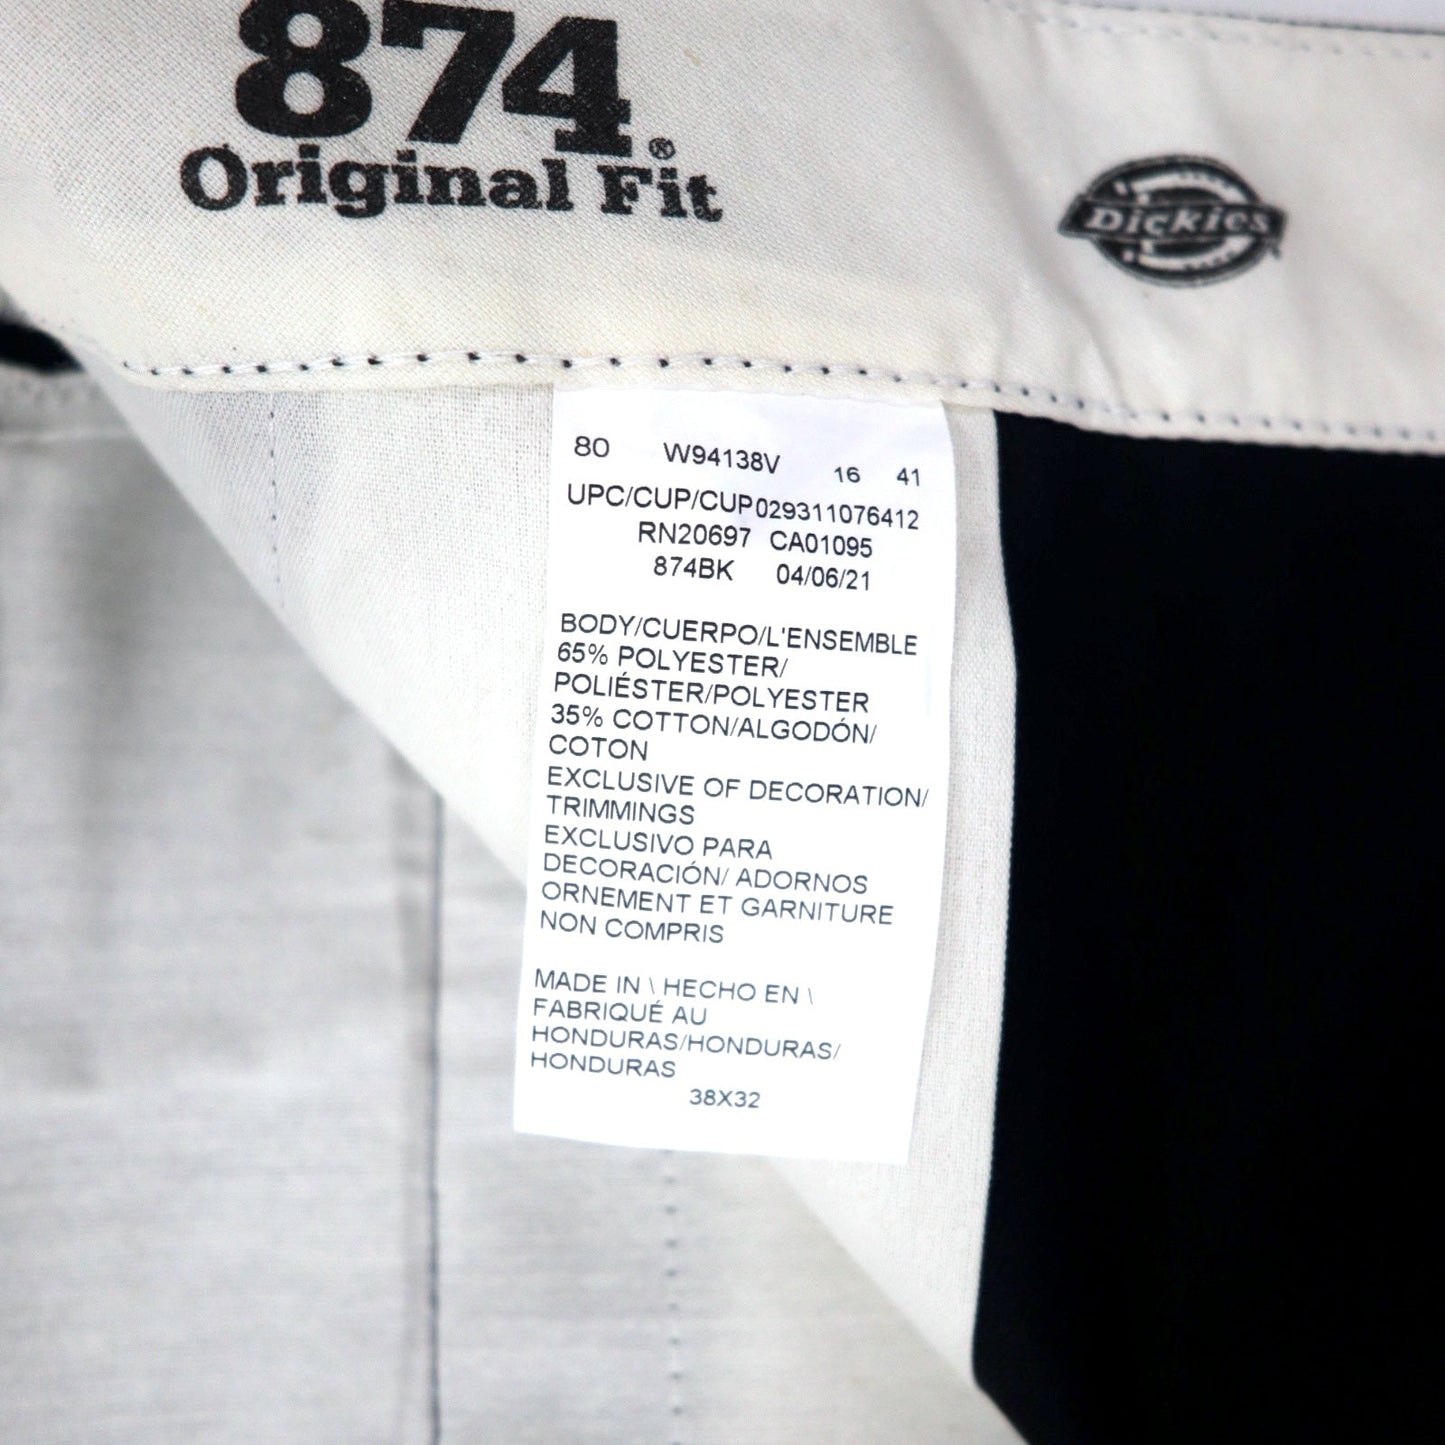 874®
Original Fit
Dickies
80 W94138V 16 41
UPC/CUP/CUP029311076412
RN20697 CA01095
874BK 04/06/21
BODY/CUERPO/L'ENSEMBLE
65% POLYESTER/
POLIÉSTER/POLYESTER
35% COTTON/ALGODÓN/
COTON
EXCLUSIVE OF DECORATION/
TRIMMINGS
EXCLUSIVO PARA
DECORACIÓN/ ADORNOS
ORNEMENT ET GARNITURE
NON COMPRIS
MADE IN \ HECHO EN \
FABRIQUÉ AU
HONDURAS/HONDURAS/
HONDURAS
38X32